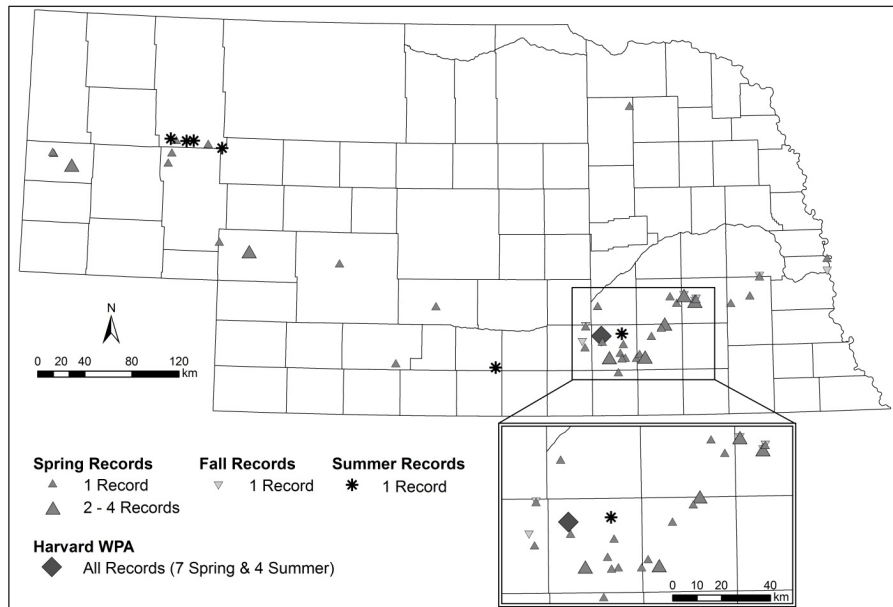 N
0 20 40 80 120
km
Spring Records
1 Record
2 - 4 Records
Fall Records
1 Record
Summer Records
1 Record
Harvard WPA
All Records (7 Spring & 4 Summer)
0 10 20 40
km